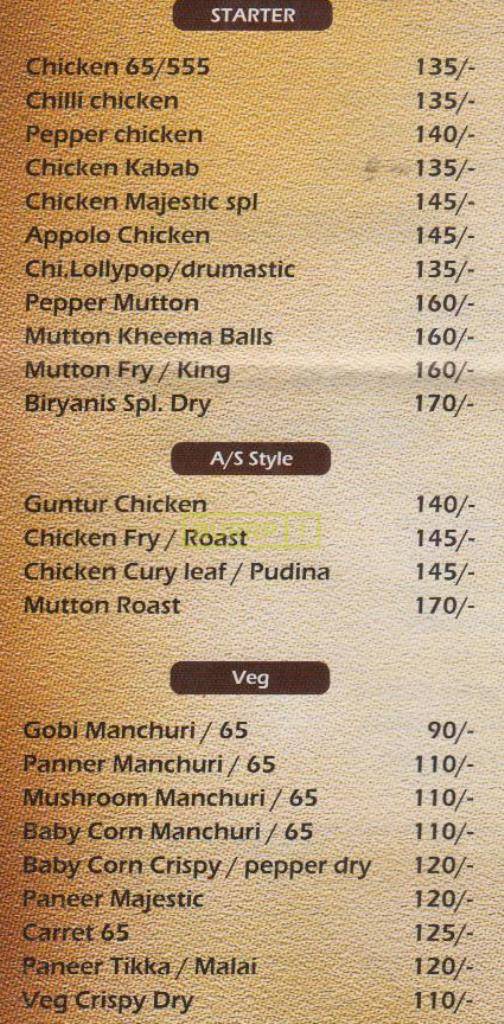 STARTER
Chicken 65/555 135/-
Chilli chicken 135/-
Pepper chicken 140/-
Chicken Kabab 135/-
Chicken Majestic spl 145/-
Appolo Chicken 145/-
Chi.Lollypop/drumastic 135/-
Pepper Mutton 160/-
Mutton Kheema Balls 160/-
Mutton Fry / King 160/-
Biryanis Spl. Dry 170/-
A/S Style
Guntur Chicken 140/-
Chicken Fry / Roast 145/-
Chicken Cury leaf / Pudina 145/-
Mutton Roast 170/-
Veg
Gobi Manchuri / 65 90/-
Panner Manchuri / 65 110/-
Mushroom Manchuri / 65 110/-
Baby Corn Manchuri / 65 110/-
Baby Corn Crispy / pepper dry 120/-
Paneer Majestic 120/-
Carret 65 125/-
Paneer Tikka / Malai 120/-
Veg Crispy Dry 110/-